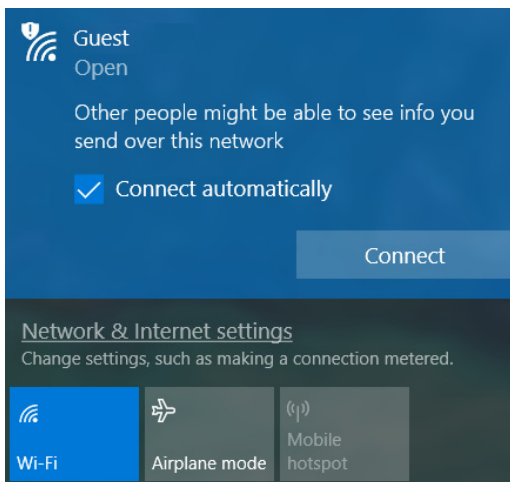 Guest
Open
Other people might be able to see info you
send over this network
Connect automatically
Connect
Network & Internet settings
Change settings, such as making a connection metered.
Wi-Fi
Airplane mode
Mobile
hotspot